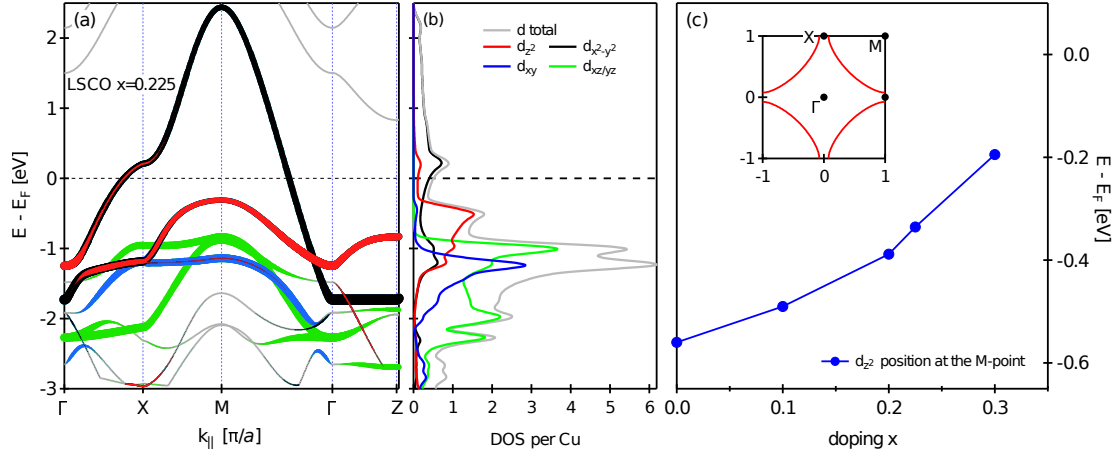 (a)
LSCO x=0.225
E - E_F [eV]
2
1
0
-1
-2
-3
Γ X M Γ Z
k_|| [π/a]
(b)
d total
d_z² d_x²-y²
d_xy d_xz/yz
0 1 2 3 4 5 6
DOS per Cu
(c)
1
0
-1
-1 0 1
X
M
Γ
d_z² position at the M-point
0.0 0.1 0.2 0.3
doping x
0.0
-0.2
-0.4
-0.6
E - E_F [eV]